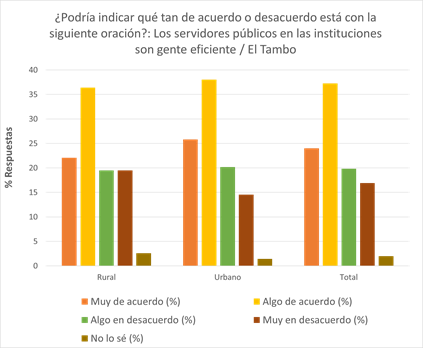 ¿Podría indicar qué tan de acuerdo o desacuerdo está con la
siguiente oración?: Los servidores públicos en las instituciones
son gente eficiente / El Tambo
% Respuestas
40
35
30
25
20
15
10
5
0
Rural
Urbano
Total
Muy de acuerdo (%)
Algo de acuerdo (%)
Algo en desacuerdo (%)
Muy en desacuerdo (%)
No lo sé (%)